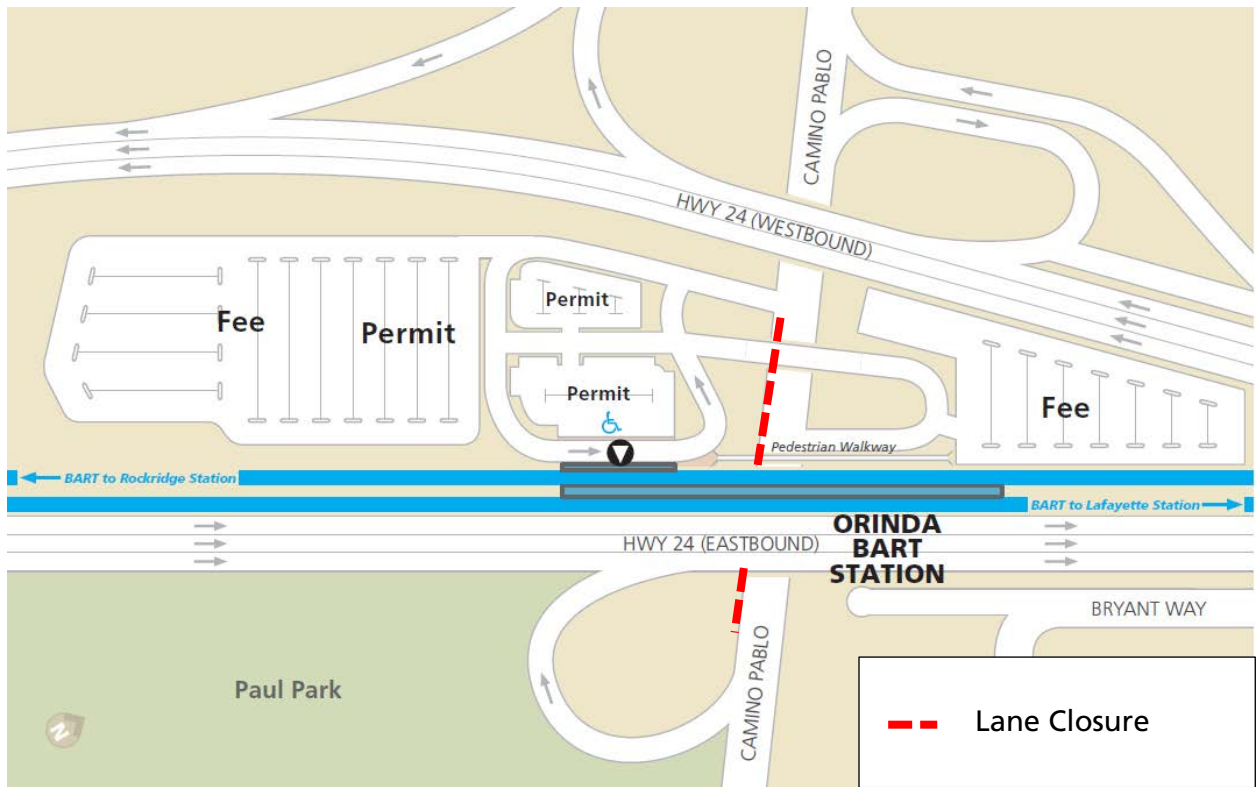 CAMINO PABLO
HWY 24 (WESTBOUND)
Permit
Fee
Permit
Permit
Fee
Pedestrian Walkway
BART to Rockridge Station
BART to Lafayette Station
ORINDA
BART
STATION
HWY 24 (EASTBOUND)
BRYANT WAY
CAMINO PABLO
Paul Park
N
Lane Closure